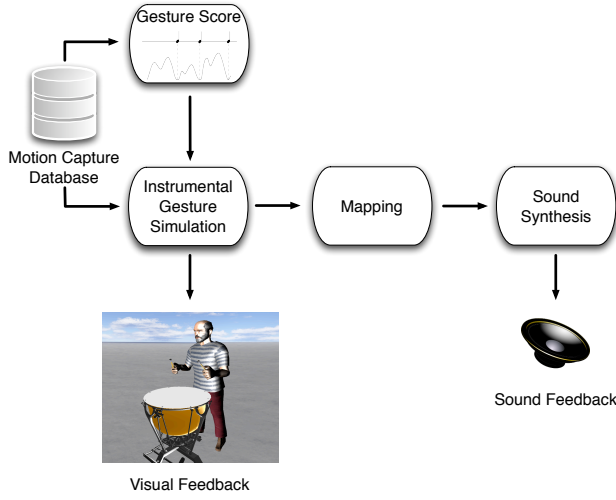 Gesture Score
Motion Capture
Database
Instrumental
Gesture
Simulation
Mapping
Sound
Synthesis
Sound Feedback
Visual Feedback